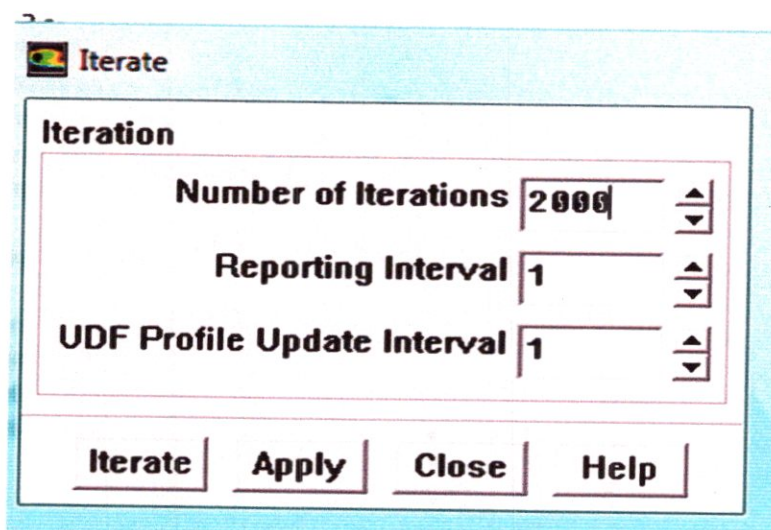 Iterate
Iteration
Number of Iterations 2000
Reporting Interval 1
UDF Profile Update Interval 1
Iterate Apply Close Help